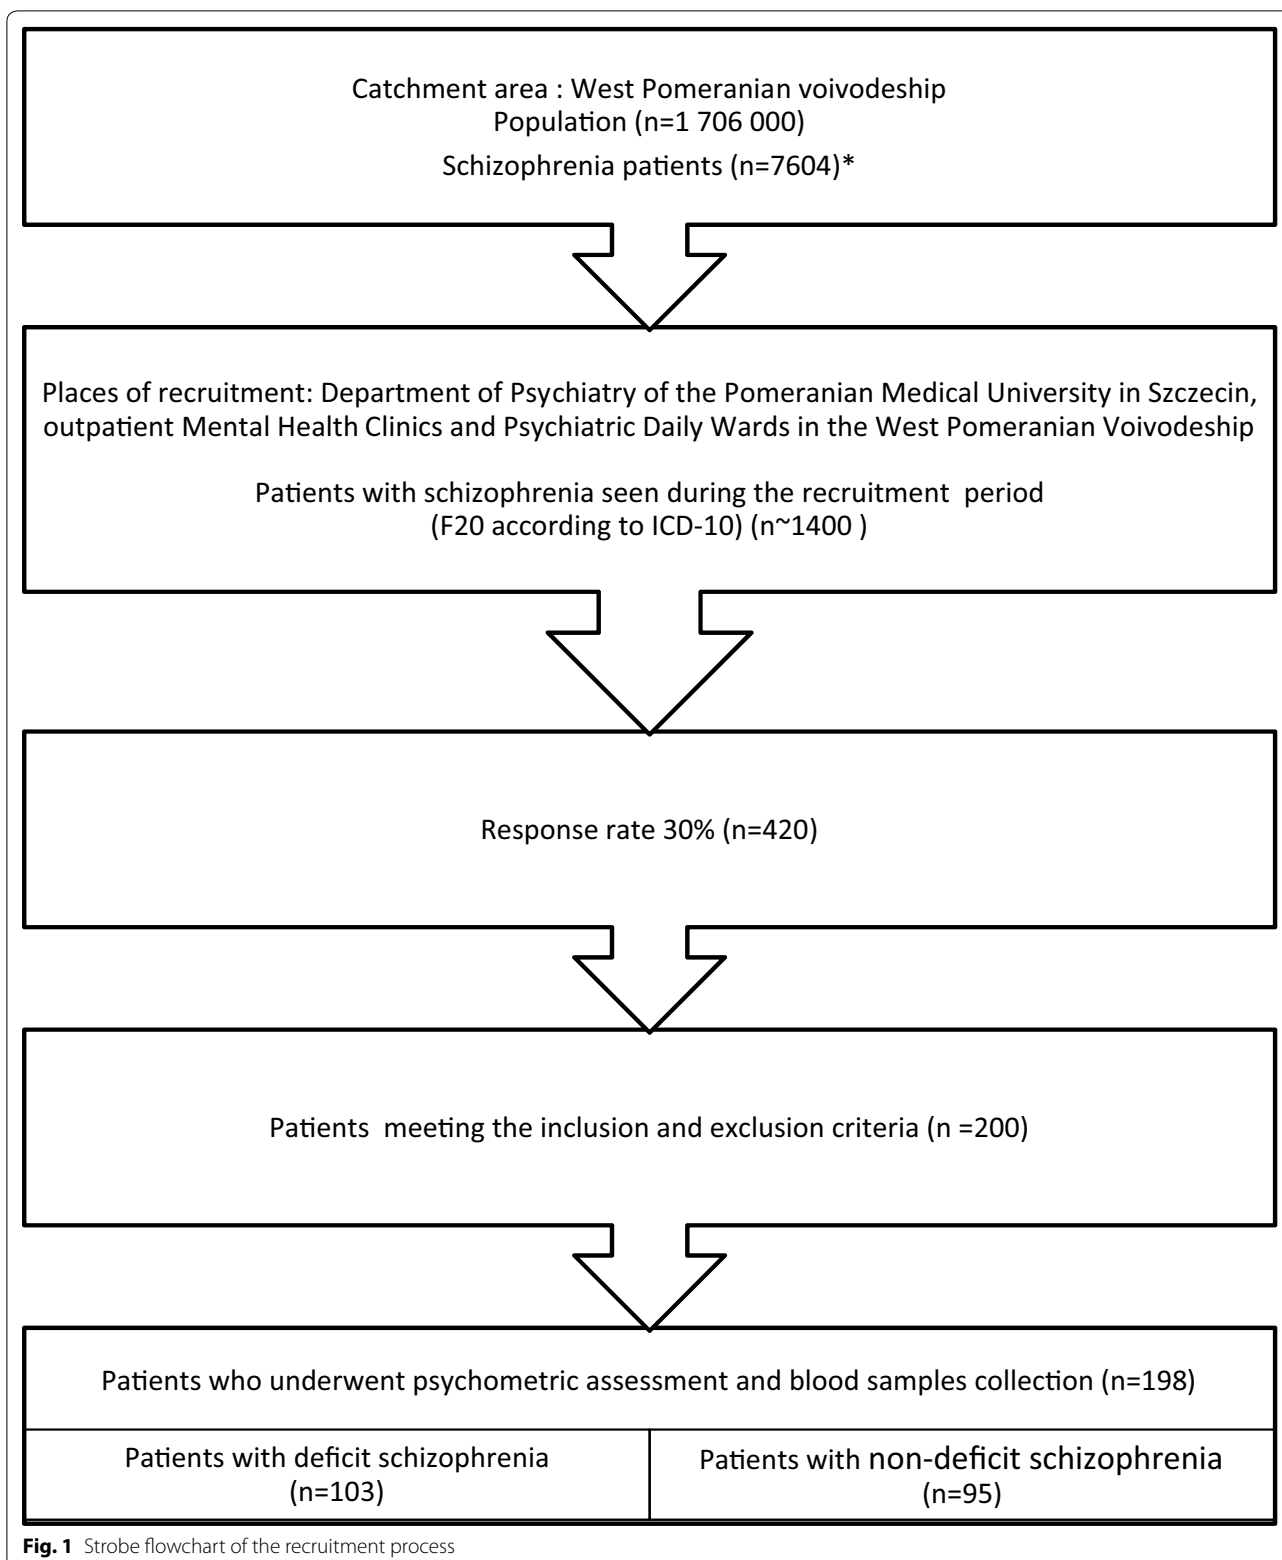 Catchment area : West Pomeranian voivodeship
Population (n=1 706 000)
Schizophrenia patients (n=7604)*
Places of recruitment: Department of Psychiatry of the Pomeranian Medical University in Szczecin,
outpatient Mental Health Clinics and Psychiatric Daily Wards in the West Pomeranian Voivodeship
Patients with schizophrenia seen during the recruitment period
(F20 according to ICD-10) (n~1400 )
Response rate 30% (n=420)
Patients meeting the inclusion and exclusion criteria (n =200)
Patients who underwent psychometric assessment and blood samples collection (n=198)
Patients with deficit schizophrenia
(n=103)
Patients with non-deficit schizophrenia
(n=95)
Fig. 1 Strobe flowchart of the recruitment process